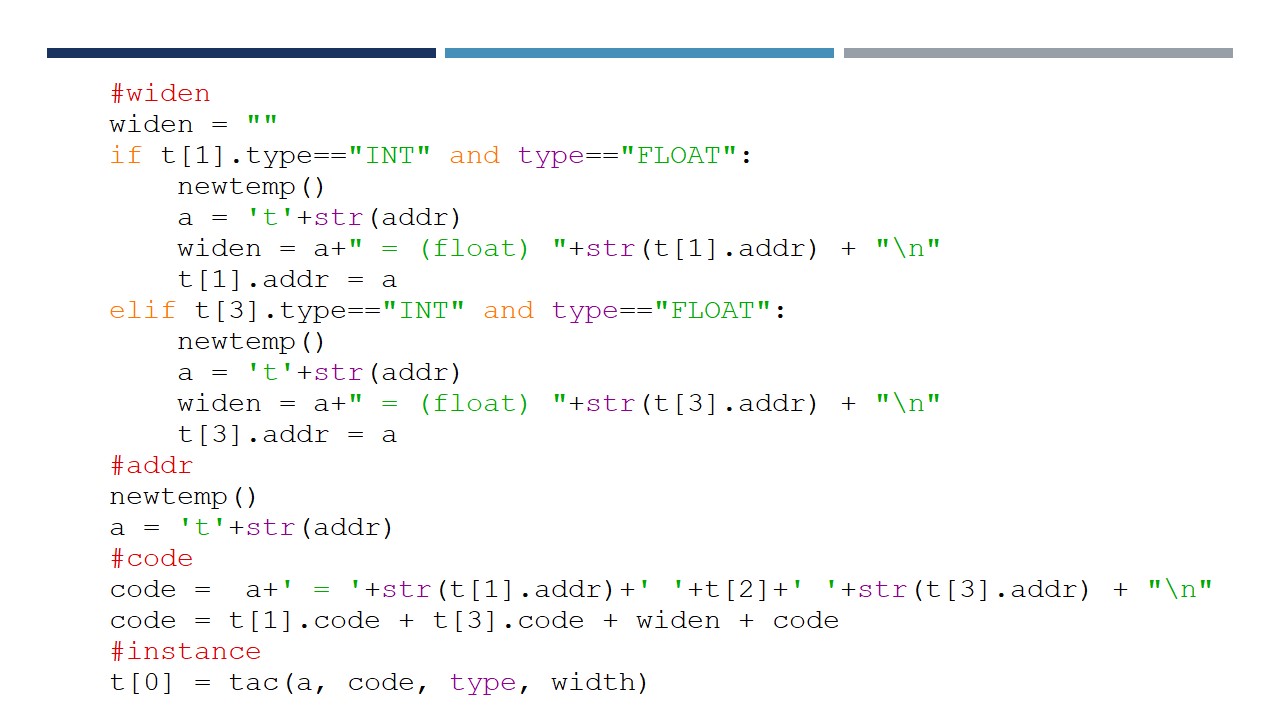 #widen
widen = ""
if t[1].type=="INT" and type=="FLOAT":
    newtemp()
    a = 't'+str(addr)
    widen = a+" = (float) "+str(t[1].addr) + "\n"
    t[1].addr = a
elif t[3].type=="INT" and type=="FLOAT":
    newtemp()
    a = 't'+str(addr)
    widen = a+" = (float) "+str(t[3].addr) + "\n"
    t[3].addr = a
#addr
newtemp()
a = 't'+str(addr)
#code
code =  a+' = '+str(t[1].addr)+' '+t[2]+' '+str(t[3].addr) + "\n"
code = t[1].code + t[3].code + widen + code
#instance
t[0] = tac(a, code, type, width)